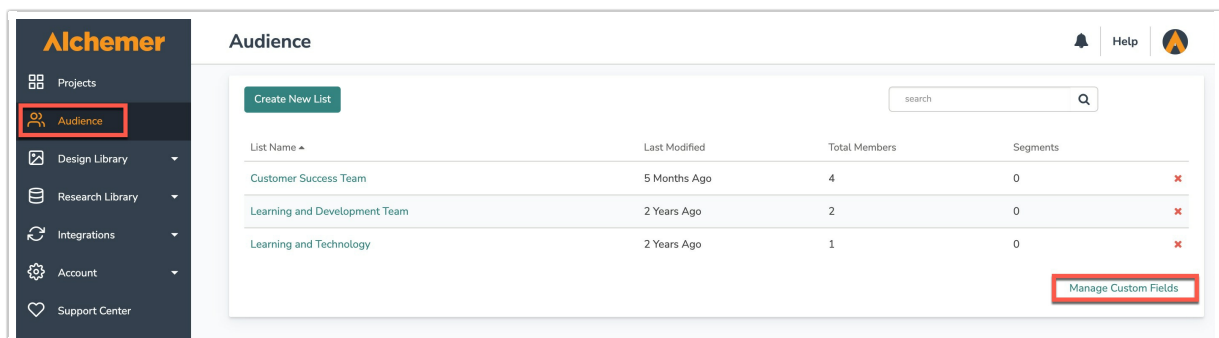 Alchemer
Audience
Help
Projects
Audience
Design Library
Research Library
Integrations
Account
Support Center
Create New List
search
List Name Last Modified Total Members Segments
Customer Success Team 5 Months Ago 4 0
Learning and Development Team 2 Years Ago 2 0
Learning and Technology 2 Years Ago 1 0
Manage Custom Fields